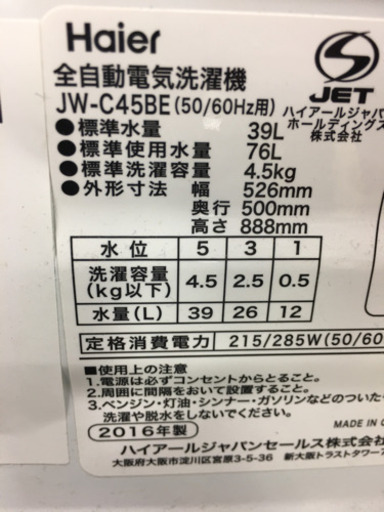 Haier
全自動電気洗濯機
JW-C45BE(50/60Hz用)
S
JET
ハイアールジャパン
ホールディングス
株式会社
●標準水量 39L
●標準使用水量 76L
●標準洗濯容量 4.5kg
●外形寸法 幅 526mm
奥行 500mm
高さ 888mm
水位 5 3 1
洗濯容量(kg以下) 4.5 2.5 0.5
水量(L) 39 26 12
定格消費電力 215/285W(50/60
■使用上の注意
1.電源は必ずコンセントからとること。
2.周囲に間隔をおいて設置すること。
3.ベンジン・灯油・シンナー・ガソリンなどのついたもの
洗濯や脱水をしないでください。
2016年製
MADE IN C
ハイアールジャパンセールス株式会
大阪府大阪市淀川区宮原3-5-36 新大阪トラストタワー